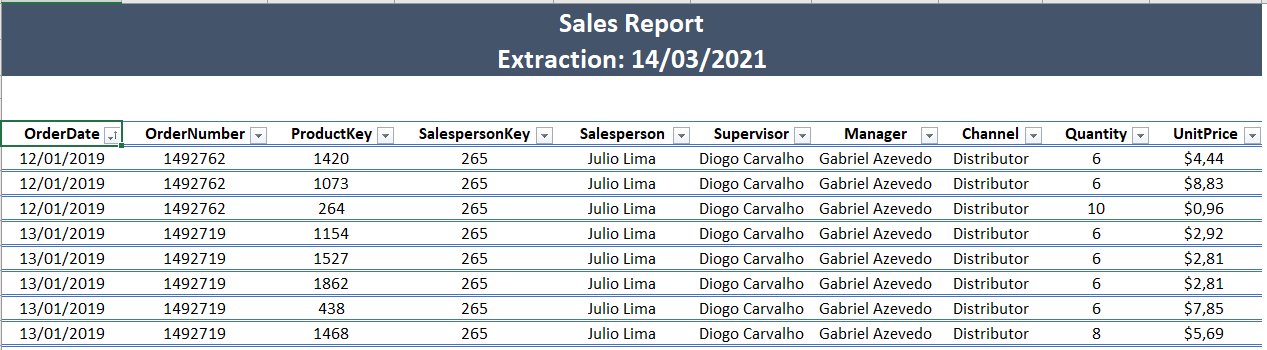 Sales Report
Extraction: 14/03/2021
OrderDate OrderNumber ProductKey SalespersonKey Salesperson Supervisor Manager Channel Quantity UnitPrice
12/01/2019 1492762 1420 265 Julio Lima Diogo Carvalho Gabriel Azevedo Distributor 6 $4,44
12/01/2019 1492762 1073 265 Julio Lima Diogo Carvalho Gabriel Azevedo Distributor 6 $8,83
12/01/2019 1492762 264 265 Julio Lima Diogo Carvalho Gabriel Azevedo Distributor 10 $0,96
13/01/2019 1492719 1154 265 Julio Lima Diogo Carvalho Gabriel Azevedo Distributor 6 $2,92
13/01/2019 1492719 1527 265 Julio Lima Diogo Carvalho Gabriel Azevedo Distributor 6 $2,81
13/01/2019 1492719 1862 265 Julio Lima Diogo Carvalho Gabriel Azevedo Distributor 6 $2,81
13/01/2019 1492719 438 265 Julio Lima Diogo Carvalho Gabriel Azevedo Distributor 6 $7,85
13/01/2019 1492719 1468 265 Julio Lima Diogo Carvalho Gabriel Azevedo Distributor 8 $5,69